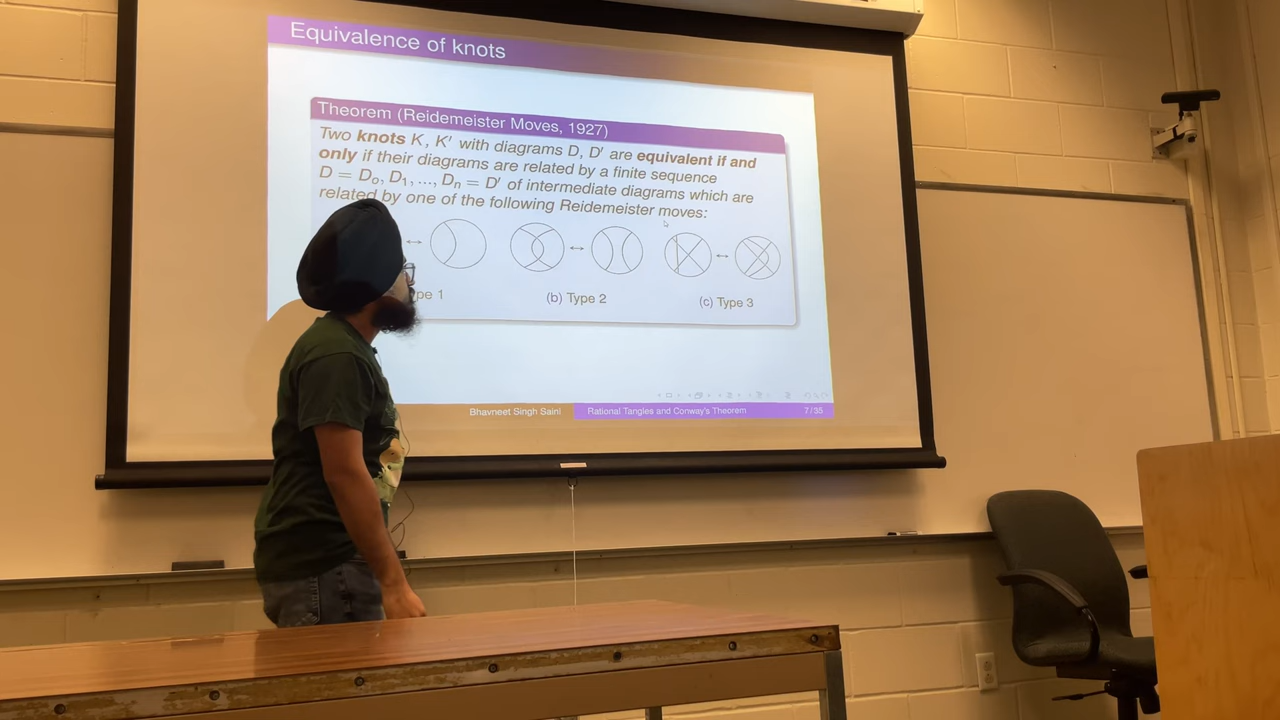 Equivalence of knots
Theorem (Reidemeister Moves, 1927)
Two knots K, K′ with diagrams D, D′ are equivalent if and
only if their diagrams are related by a finite sequence
D = D₀, D₁, ..., Dₙ = D′ of intermediate diagrams which are
related by one of the following Reidemeister moves:
pe 1
(b) Type 2
(c) Type 3
Bhavneet Singh Saini
Rational Tangles and Conway's Theorem
7 / 35